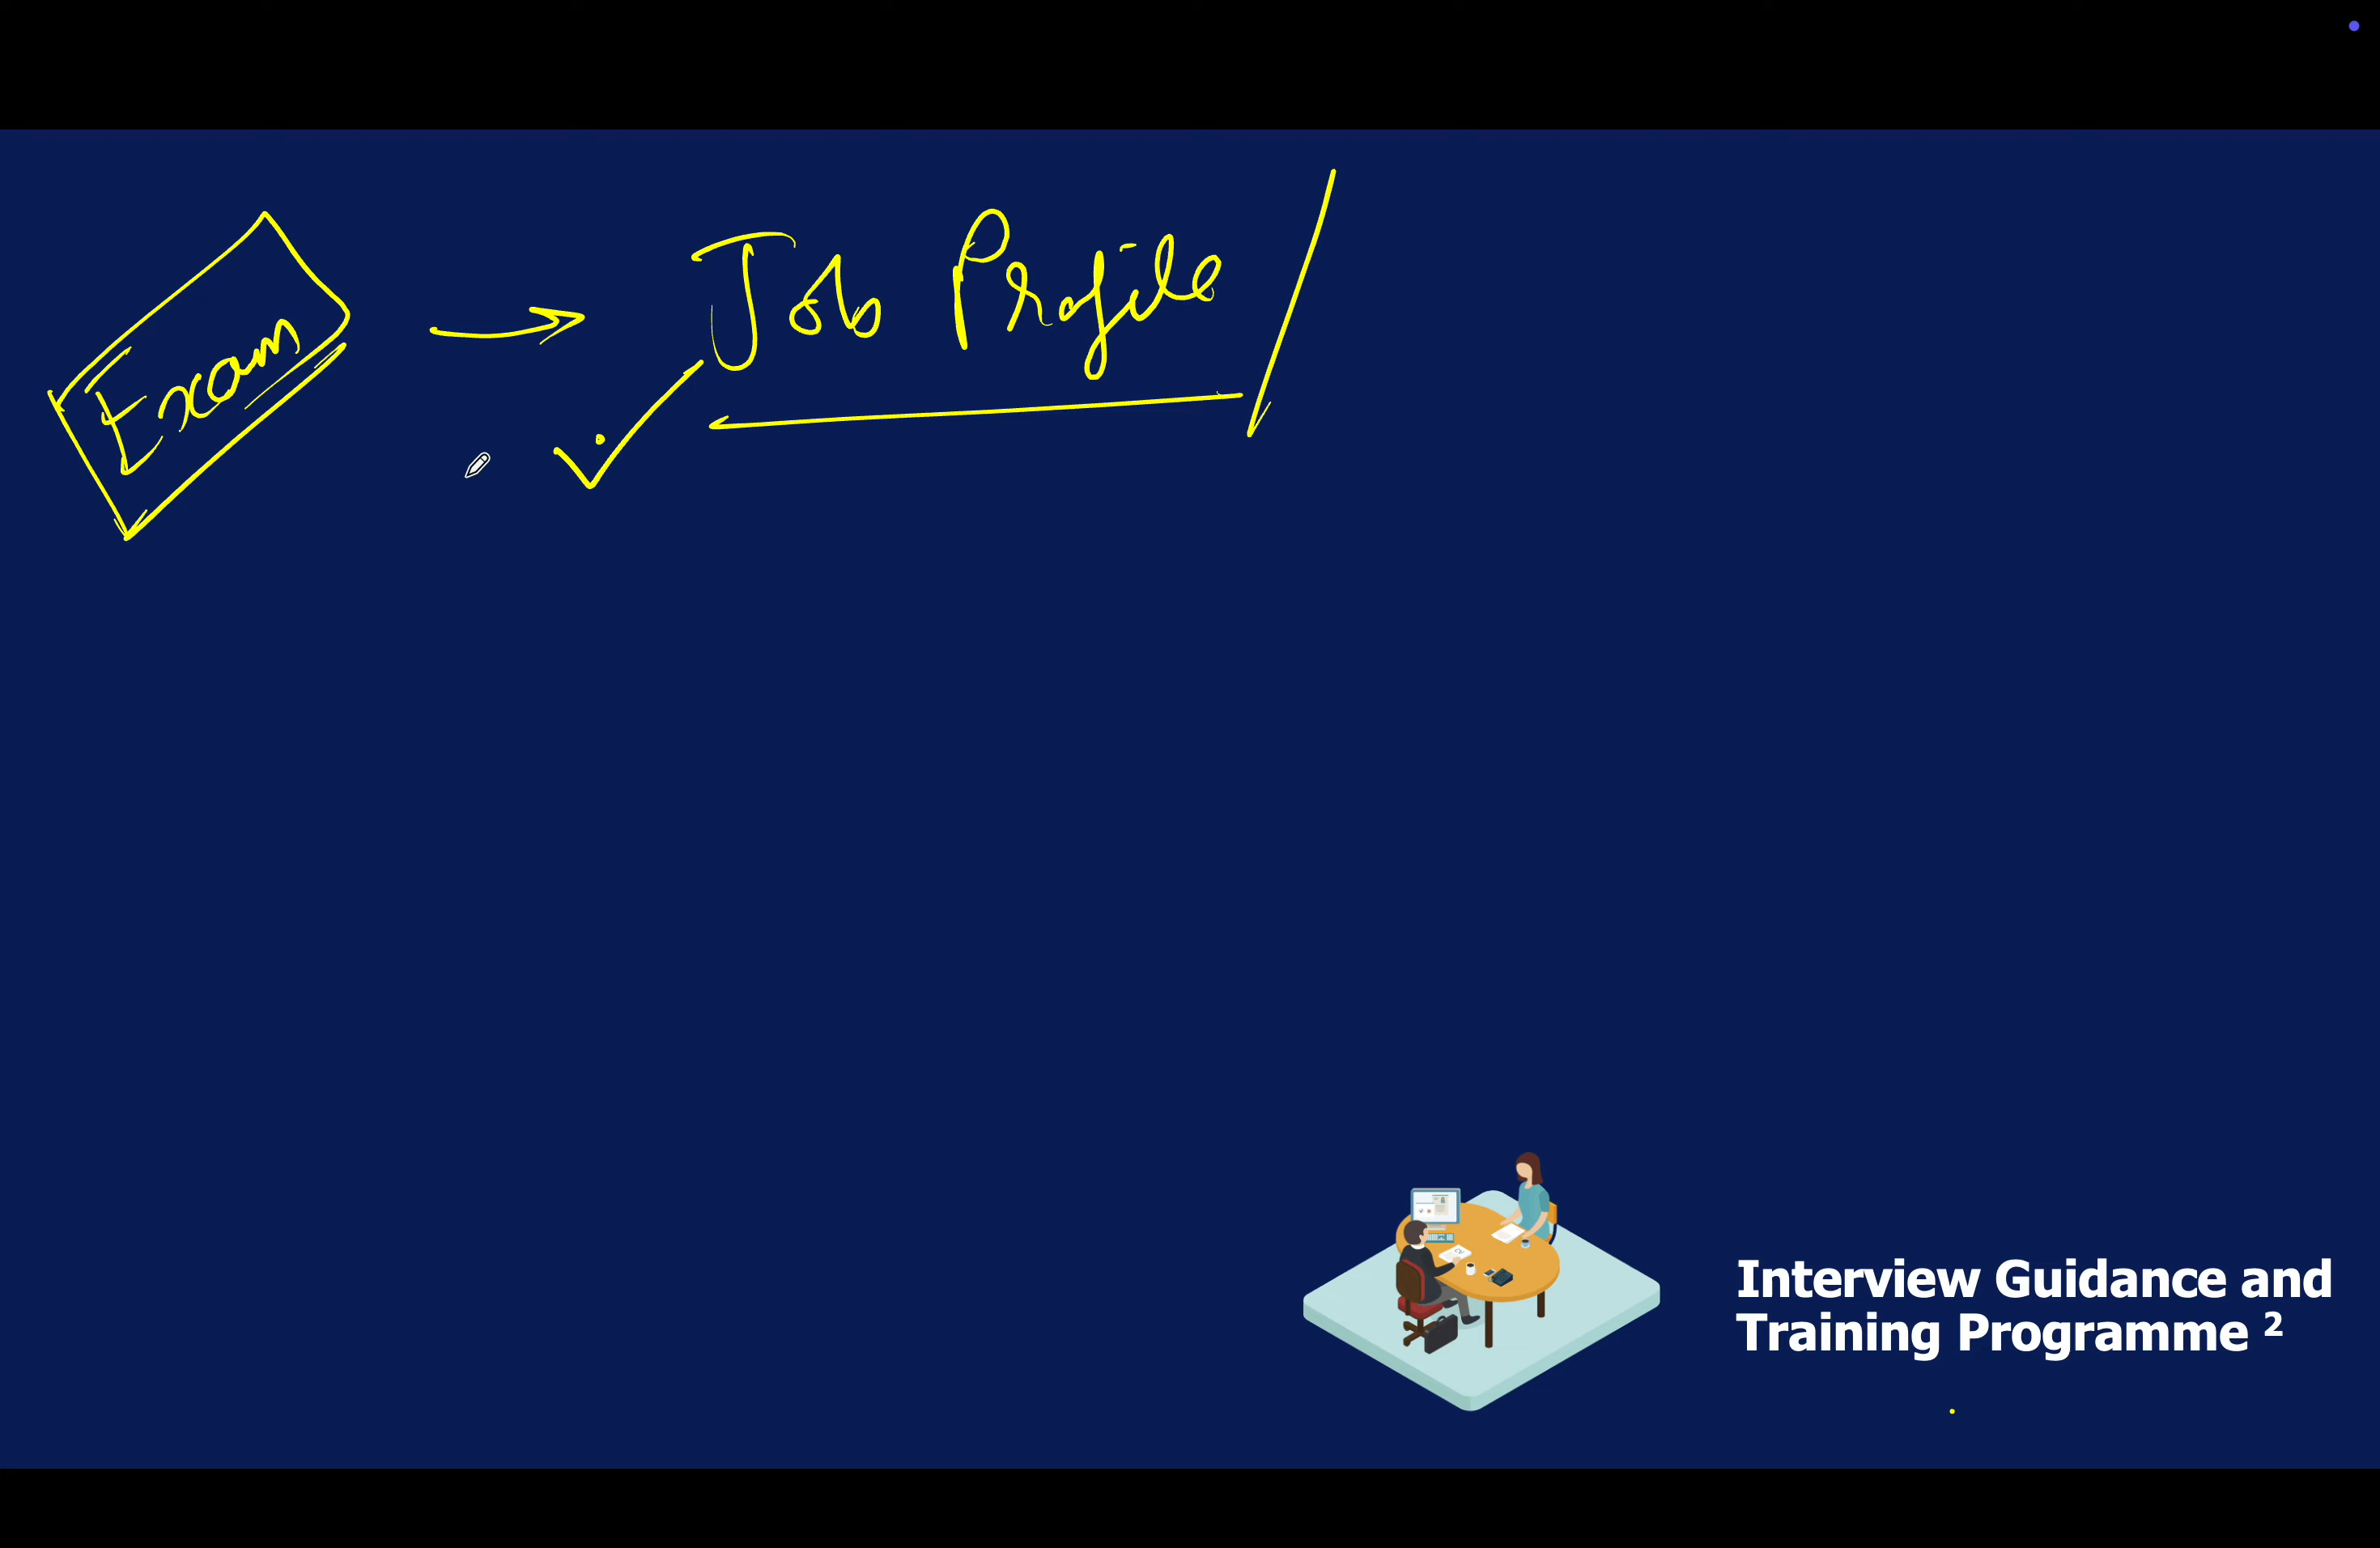 Exam → Job Profile
Interview Guidance and
Training Programme ²